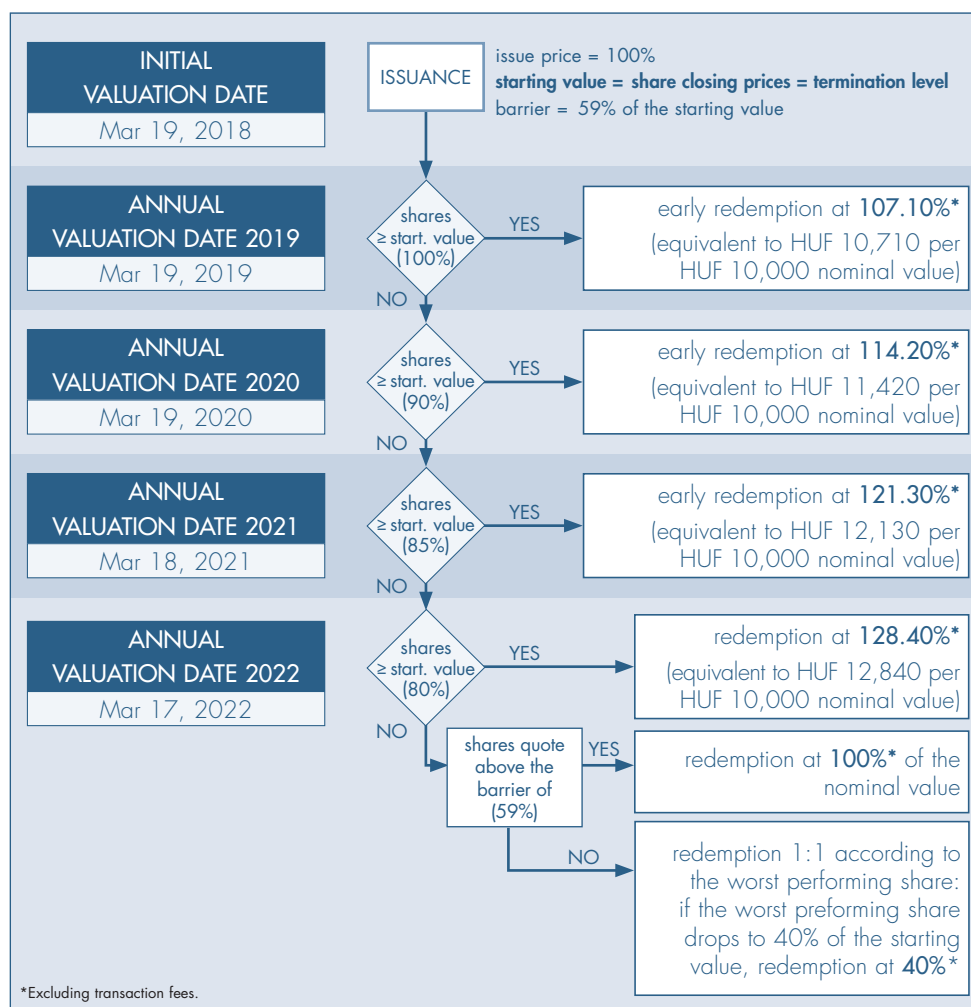 INITIAL
VALUATION DATE
Mar 19, 2018
ISSUANCE
issue price = 100%
starting value = share closing prices = termination level
barrier = 59% of the starting value
ANNUAL
VALUATION DATE 2019
Mar 19, 2019
shares
≥ start. value
(100%)
YES
early redemption at 107.10%*
(equivalent to HUF 10,710 per
HUF 10,000 nominal value)
NO
ANNUAL
VALUATION DATE 2020
Mar 19, 2020
shares
≥ start. value
(90%)
YES
early redemption at 114.20%*
(equivalent to HUF 11,420 per
HUF 10,000 nominal value)
NO
ANNUAL
VALUATION DATE 2021
Mar 18, 2021
shares
≥ start. value
(85%)
YES
early redemption at 121.30%*
(equivalent to HUF 12,130 per
HUF 10,000 nominal value)
NO
ANNUAL
VALUATION DATE 2022
Mar 17, 2022
shares
≥ start. value
(80%)
YES
redemption at 128.40%*
(equivalent to HUF 12,840 per
HUF 10,000 nominal value)
NO
shares quote
above the
barrier of
(59%)
YES
redemption at 100%* of the
nominal value
NO
redemption 1:1 according to
the worst performing share:
if the worst preforming share
drops to 40% of the starting
value, redemption at 40%*
*Excluding transaction fees.